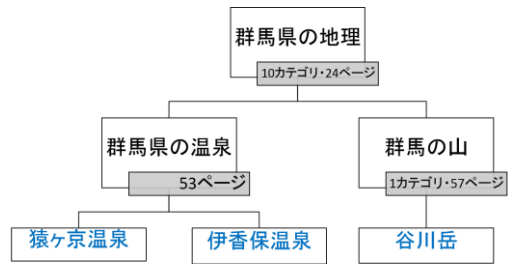 群馬県の地理
10カテゴリ・24ページ
群馬県の温泉
53ページ
群馬の山
1カテゴリ・57ページ
猿ヶ京温泉
伊香保温泉
谷川岳